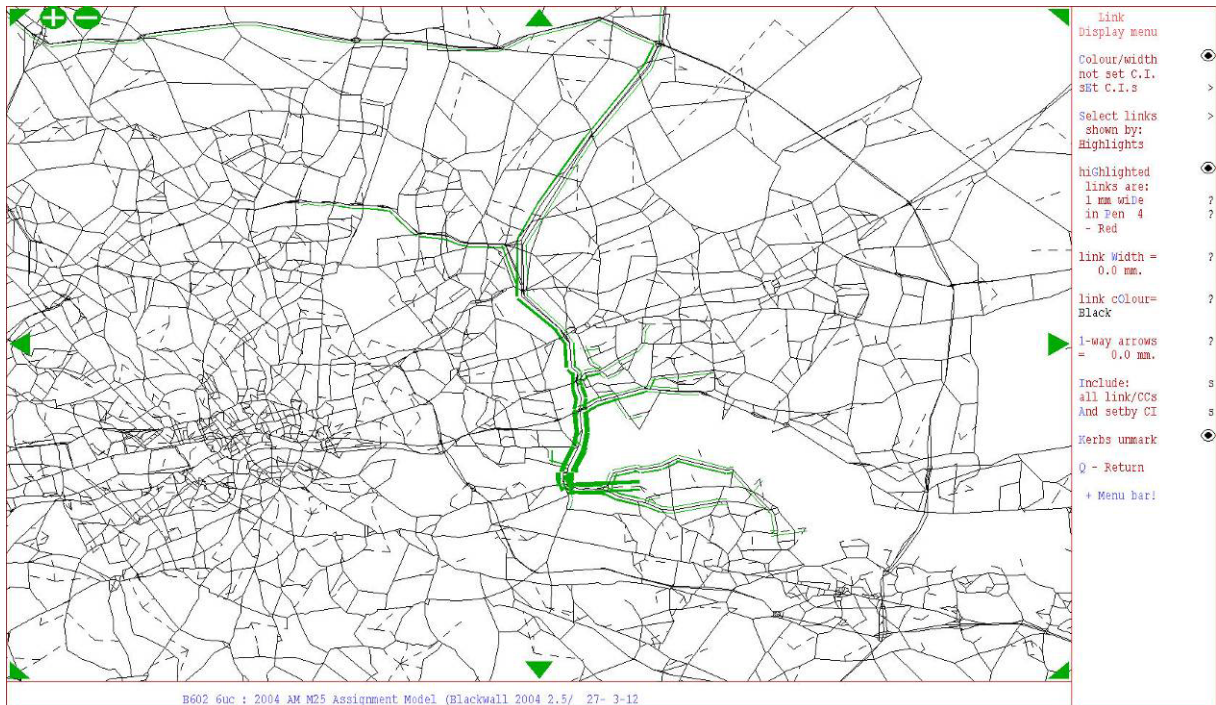 Link
Display menu
Colour/width
not set C.I.
sEt C.I.s >
Select links >
shown by:
Highlights
hiGhlighted
links are:
1 mm wiDe ?
in Pen 4 ?
- Red
link Width = ?
0.0 mm.
link cOlour= ?
Black
1-way arrows ?
= 0.0 mm.
Include: s
all link/CCs
And setby CI s
Kerbs unmark
Q - Return
+ Menu bar!
B602 6uc : 2004 AM M25 Assignment Model (Blackwall 2004 2.5/ 27- 3-12